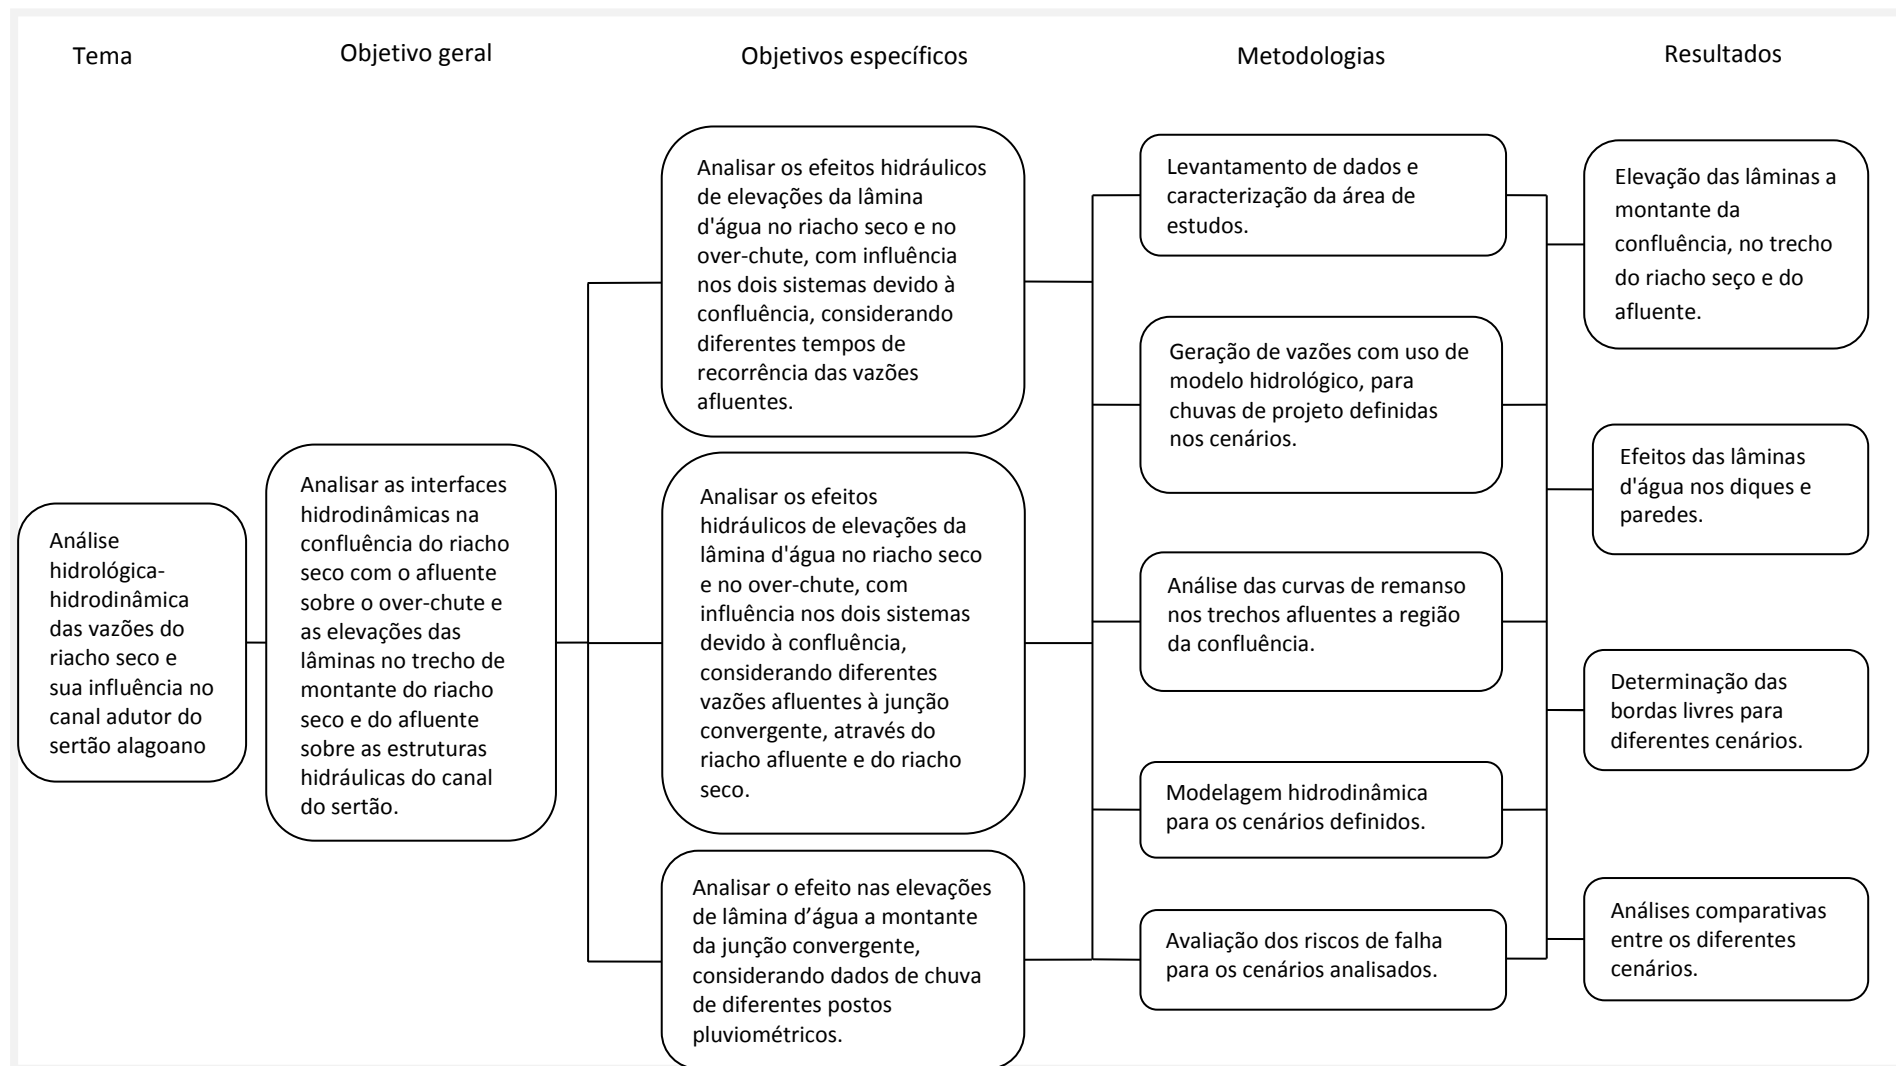 Tema
Objetivo geral
Objetivos específicos
Metodologias
Resultados
Análise
hidrológica-
hidrodinâmica
das vazões do
riacho seco e
sua influência no
canal adutor do
sertão alagoano
Analisar as interfaces
hidrodinâmicas na
confluência do riacho
seco com o afluente
sobre o over-chute e
as elevações das
lâminas no trecho de
montante do riacho
seco e do afluente
sobre as estruturas
hidráulicas do canal
do sertão.
Analisar os efeitos hidráulicos
de elevações da lâmina
d'água no riacho seco e no
over-chute, com influência
nos dois sistemas devido à
confluência, considerando
diferentes tempos de
recorrência das vazões
afluentes.
Analisar os efeitos
hidráulicos de elevações da
lâmina d'água no riacho seco
e no over-chute, com
influência nos dois sistemas
devido à confluência,
considerando diferentes
vazões afluentes à junção
convergente, através do
riacho afluente e do riacho
seco.
Analisar o efeito nas elevações
de lâmina d’água a montante
da junção convergente,
considerando dados de chuva
de diferentes postos
pluviométricos.
Levantamento de dados e
caracterização da área de
estudos.
Geração de vazões com uso de
modelo hidrológico, para
chuvas de projeto definidas
nos cenários.
Análise das curvas de remanso
nos trechos afluentes a região
da confluência.
Modelagem hidrodinâmica
para os cenários definidos.
Avaliação dos riscos de falha
para os cenários analisados.
Elevação das lâminas a
montante da
confluência, no trecho
do riacho seço e do
afluente.
Efeitos das lâminas
d'água nos diques e
paredes.
Determinação das
bordas livres para
diferentes cenários.
Análises comparativas
entre os diferentes
cenários.